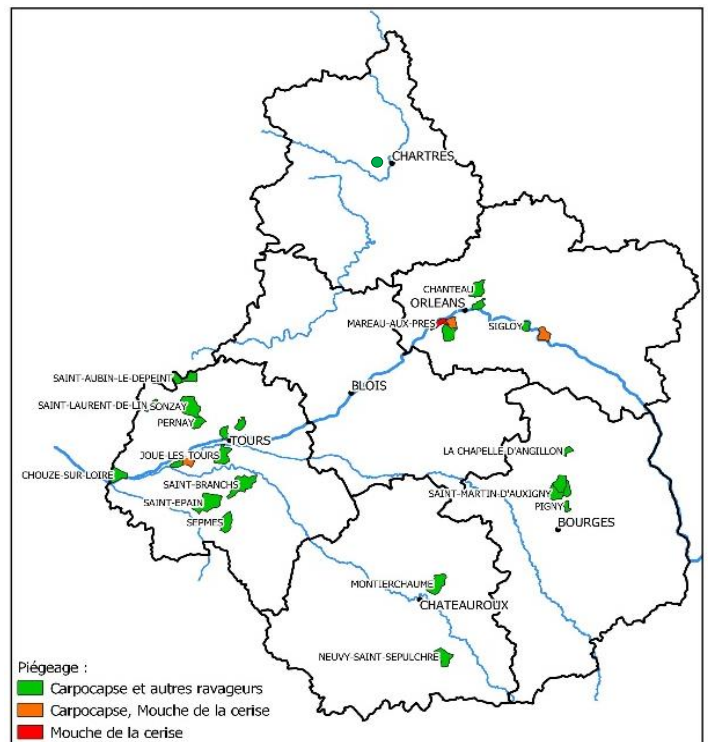 CHARTRES
CHANTEAU
ORLEANS
MAREAU-AUX-PRES
SIGLOY
SAINT-AUBIN-LE-DEPEINT
BLOIS
SAINT-LAURENT-DE-LIN
SONZAY
PERNAY
TOURS
LA CHAPELLE D'ANGILLON
JOUE-LES-TOURS
CHOUZE-SUR-LOIRE
SAINT-BRANCHS
SAINT-MARTIN-D'AUXIGNY
SAINT-EPAIN
PIGNY
SEPMES
BOURGES
MONTIERCHAUME
CHATEAUROUX
NEUVY-SAINT-SEPULCHRE
Piégeage :
Carpocapse et autres ravageurs
Carpocapse, Mouche de la cerise
Mouche de la cerise